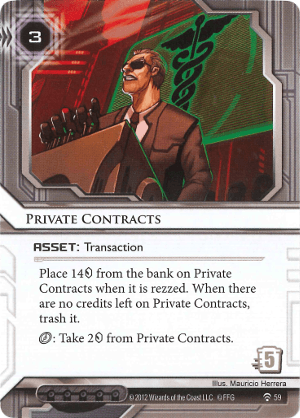 3
PRIVATE CONTRACTS
ASSET: Transaction
Place 14 from the bank on Private
Contracts when it is rezzed. When there
are no credits left on Private Contracts,
trash it.
: Take 2 from Private Contracts.
5
Illus. Mauricio Herrera
©2012 Wizards of the Coast LLC. ©FFG
59